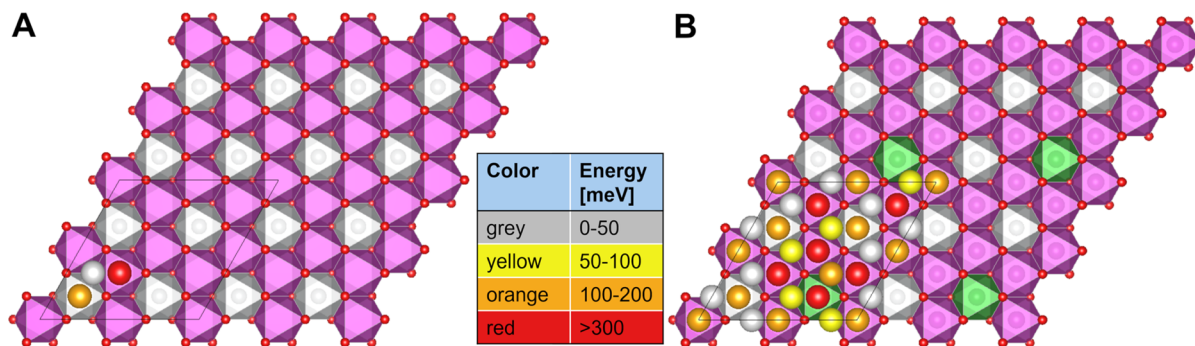 A
B
Color Energy [meV]
grey 0-50
yellow 50-100
orange 100-200
red >300